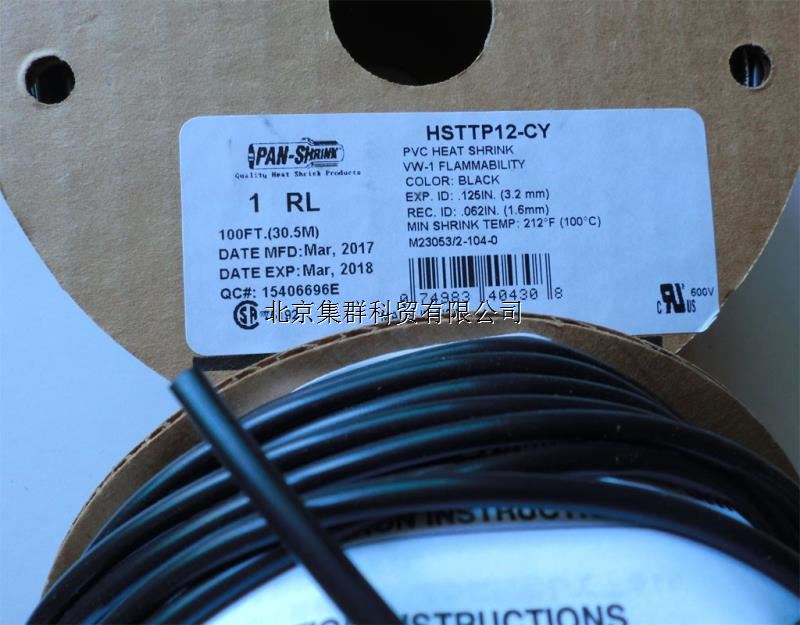 PAN-SHRINK
Quality Heat Shrink Products
1 RL
100FT.(30.5M)
DATE MFD: Mar, 2017
DATE EXP: Mar, 2018
QC#: 15406696E
HSTTP12-CY
PVC HEAT SHRINK
VW-1 FLAMMABILITY
COLOR: BLACK
EXP. ID: .125IN. (3.2 mm)
REC. ID: .062IN. (1.6mm)
MIN SHRINK TEMP: 212°F (100°C)
M23053/2-104-0
0 74983 40430 8
600V
C US
北京集群科贸有限公司
INSTRUCTIONS